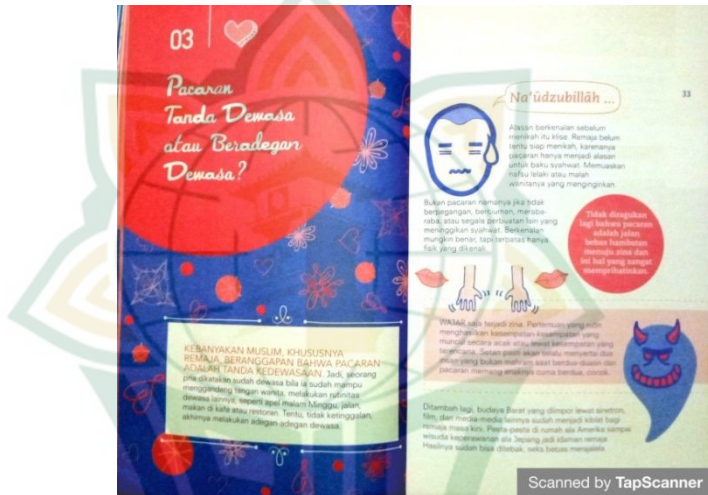 03
Pacaran
Tanda Dewasa
atau Beradegan
Dewasa?
KEBANYAKAN MUSLIM, KHUSUSNYA
REMAJA, BERANGGAPAN BAHWA PACARAN
ADALAH TANDA KEDEWASAAN. Jadi, seorang
pria dikatakan sudah dewasa bila ia sudah mampu
menggandeng tangan wanita, melakukan rutinitas
dewasa lainnya, seperti apel malam Minggu, jalan,
makan di kafe atau restoran. Tentu, tidak ketinggalan,
akhirnya melakukan adegan-adegan dewasa.
33
Na'ûdzubillâh ...
Alasan berkenalan sebelum
menikah itu klise. Remaja belum
tentu siap menikah, karenanya
pacaran hanya menjadi alasan
untuk baku syahwat. Memuaskan
nafsu lelaki atau malah
wanitanya yang menginginkan.
Bukan pacaran namanya jika tidak
berpegangan, berciuman, meraba-
raba, atau segala perbuatan lain yang
meninggikan syahwat. Berkenalan
mungkin benar, tapi terbatas hanya
fisik yang dikenali.
Tidak diragukan
lagi bahwa pacaran
adalah jalan
bebas hambatan
menuju zina dan
ini hal yang sangat
memprihatinkan.
WAJAR saja terjadi zina. Pertemuan yang rutin
menghasilkan kesempatan-kesempatan yang
muncul secara acak atau lewat kesempatan yang
terencana. Setan pasti akan selalu menyertai dua
insan yang bukan mahram saat berdua-duaan dan
pacaran memang enaknya cuma berdua, cocok.
Ditambah lagi, budaya Barat yang diimpor lewat sinetron,
film, dan media-media lainnya sudah menjadi kiblat bagi
remaja masa kini. Pesta-pesta di rumah ala Amerika sampai
wisuda keperawanan ala Jepang jadi idaman remaja.
Hasilnya sudah bisa ditebak, seks bebas merajalela.
Scanned by TapScanner